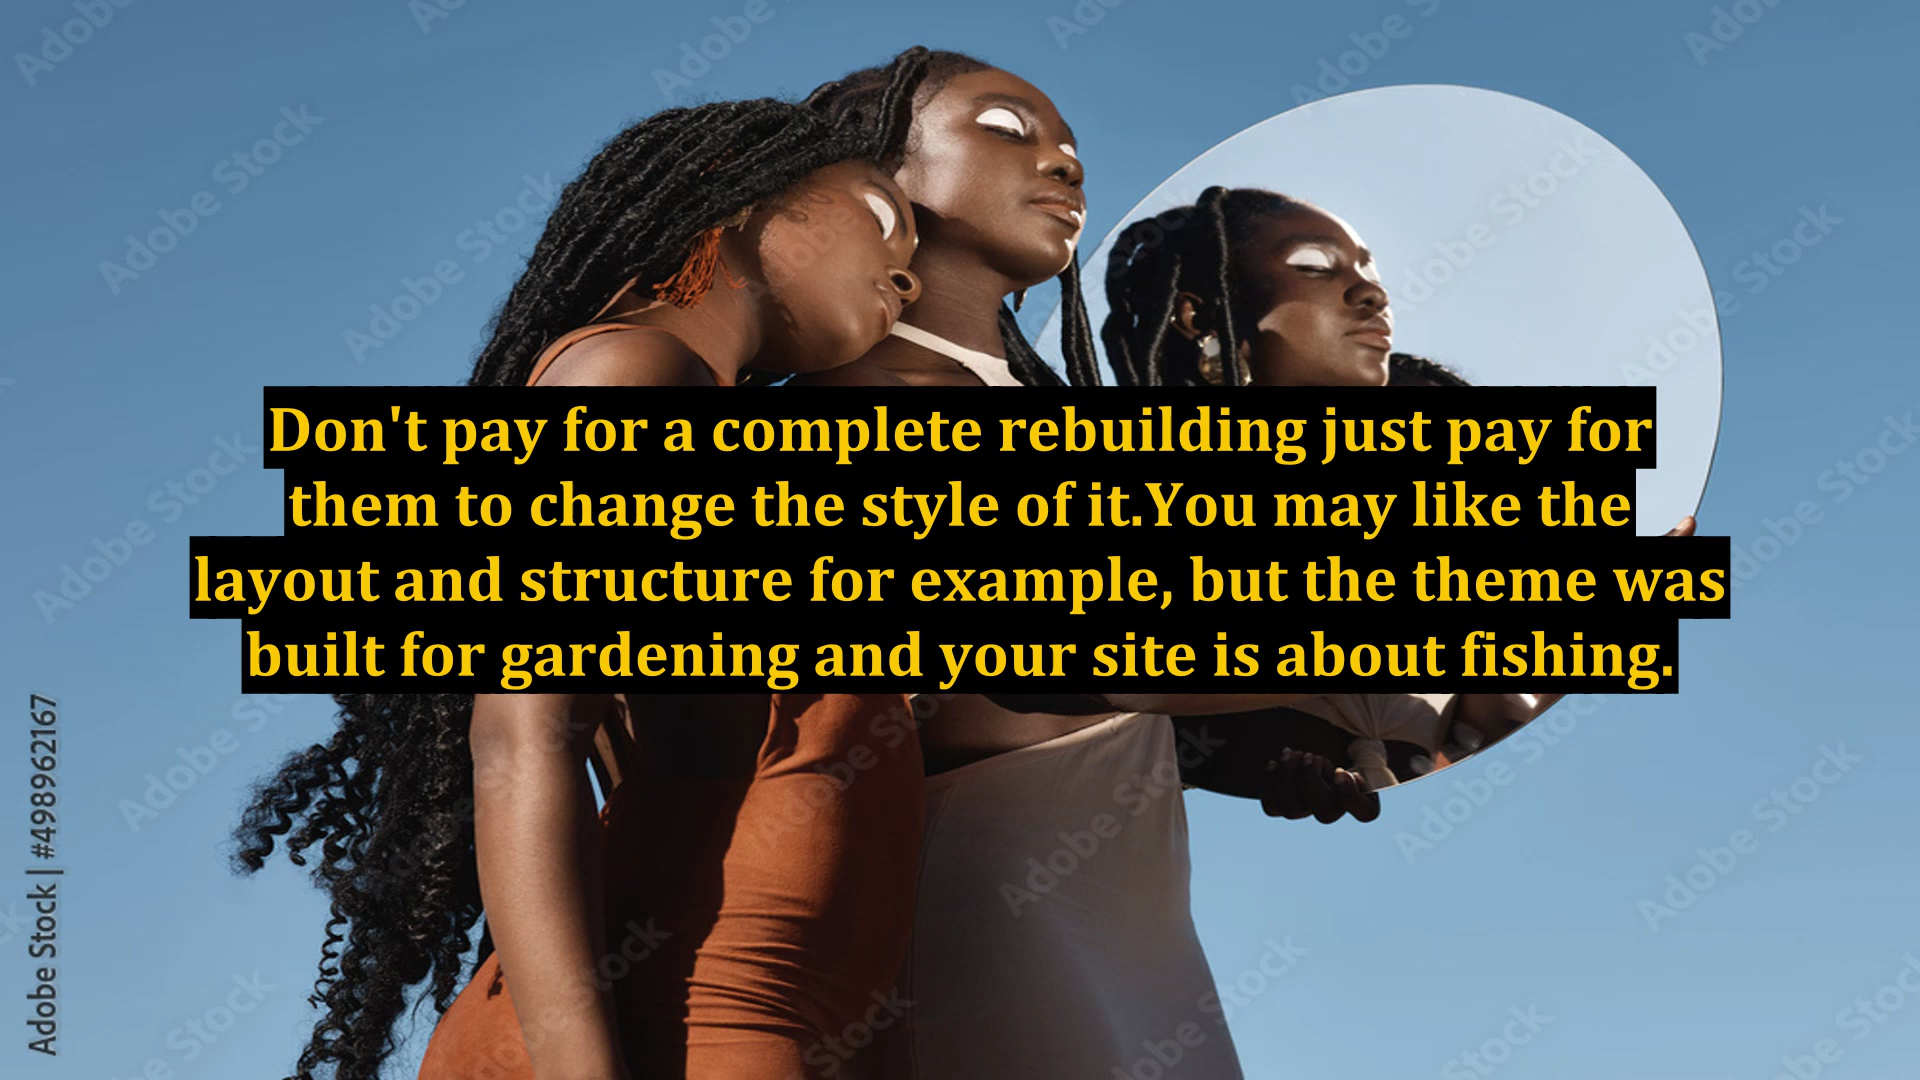 Don't pay for a complete rebuilding just pay for
them to change the style of it.You may like the
layout and structure for example, but the theme was
built for gardening and your site is about fishing.
Adobe Stock | #498962167
Adobe Stock